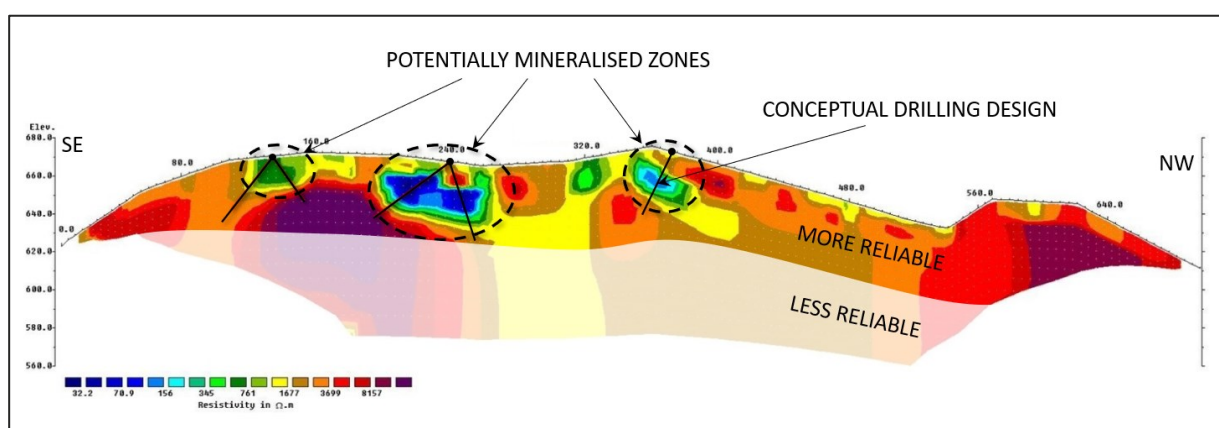 POTENTIALLY MINERALISED ZONES
CONCEPTUAL DRILLING DESIGN
Elev.
680.0
SE
NW
160.0
80.0
240.0
320.0
400.0
480.0
560.0
640.0
0.0
660.0
640.0
620.0
600.0
580.0
560.0
MORE RELIABLE
LESS RELIABLE
32.2 70.9 156 345 761 1677 3699 8157
Resistivity in Ω.m